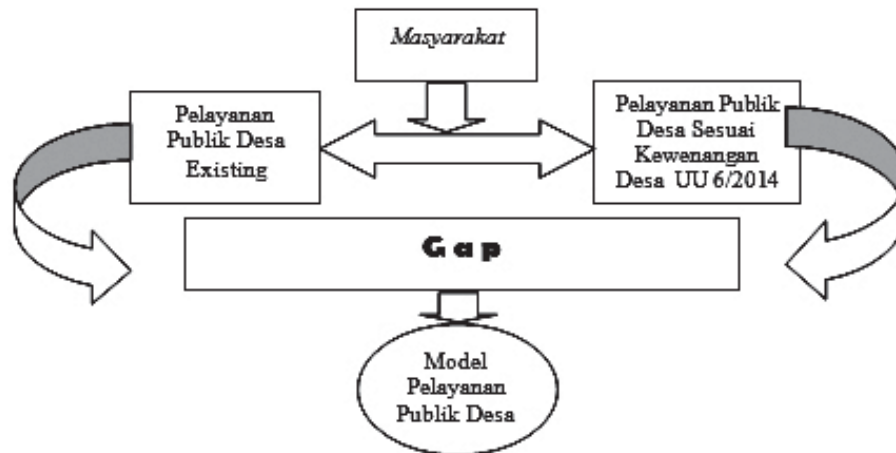 Masyarakat
Pelayanan
Publik Desa
Existing
Pelayanan Publik
Desa Sesuai
Kewenangan
Desa UU 6/2014
Gap
Model
Pelayanan
Publik Desa